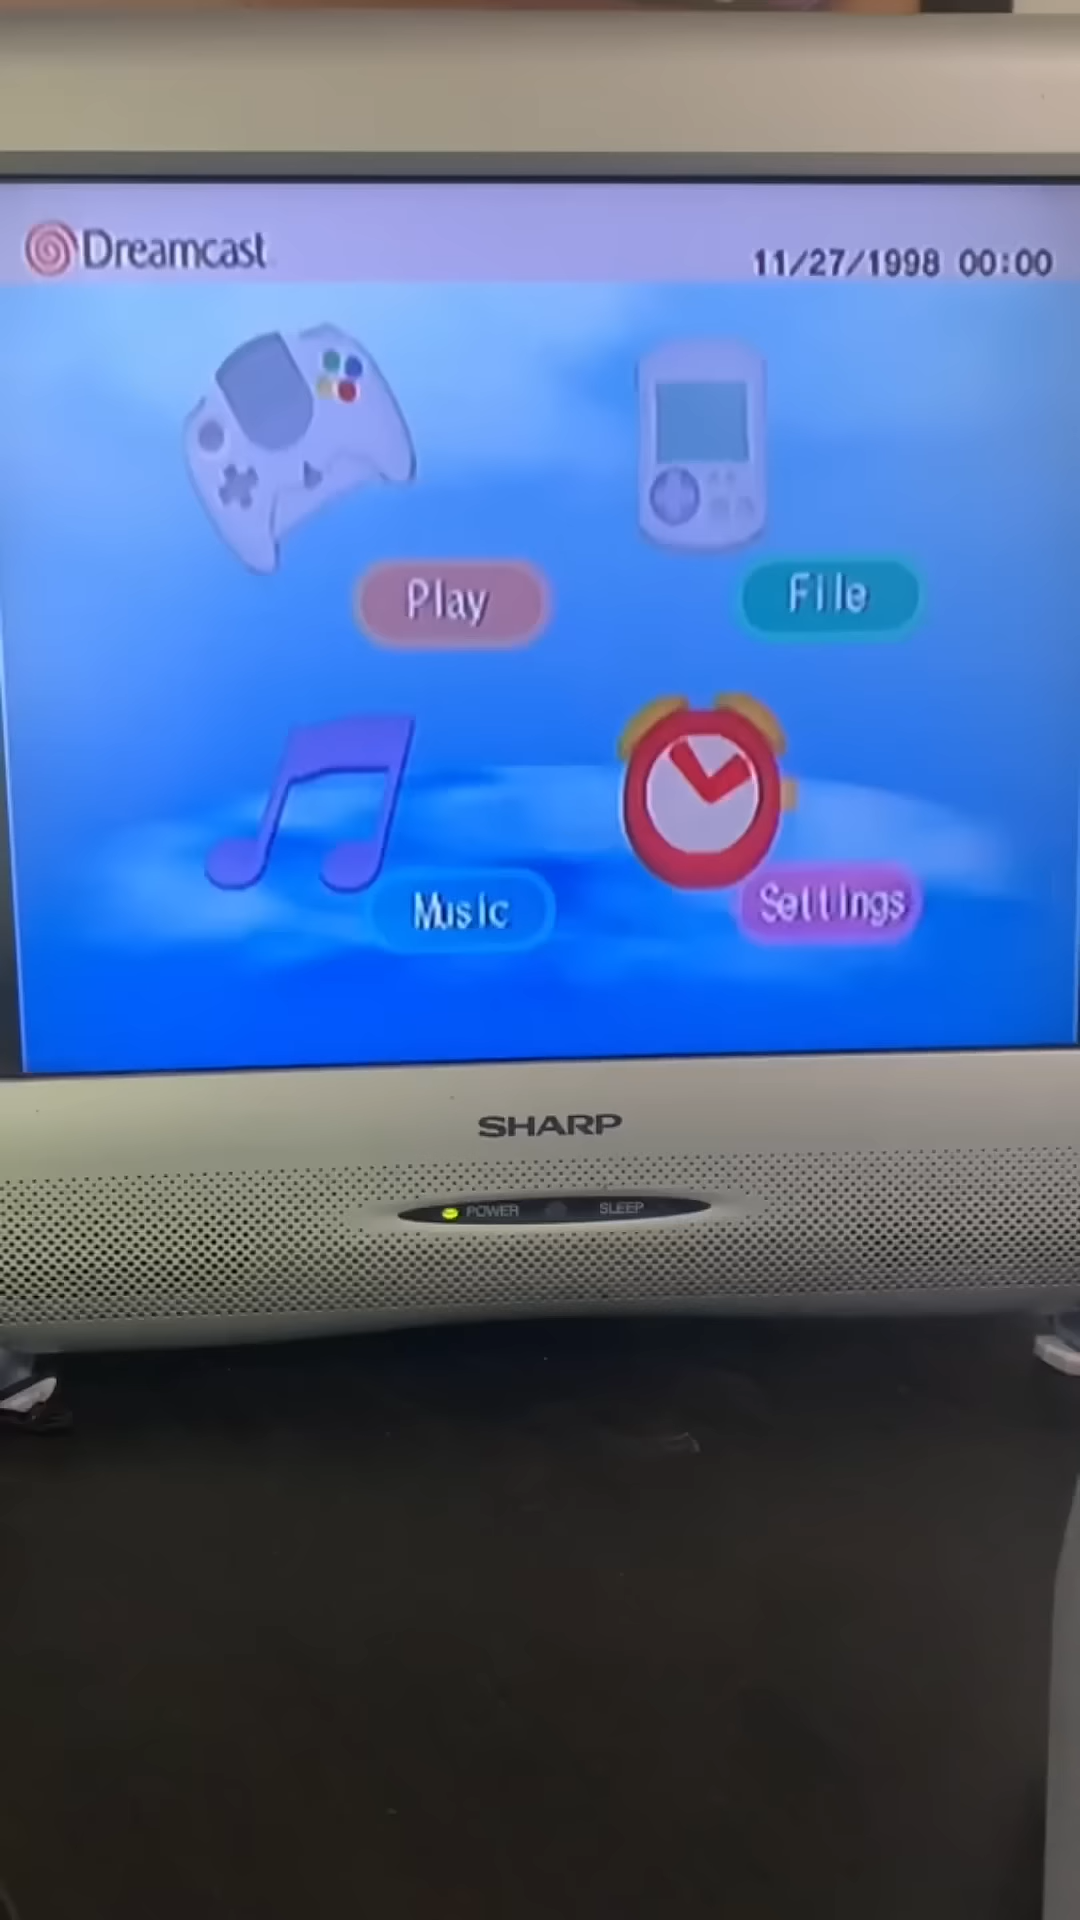 Dreamcast
11/27/1998 00:00
Play
File
Music
Settings
SHARP
POWER
SLEEP